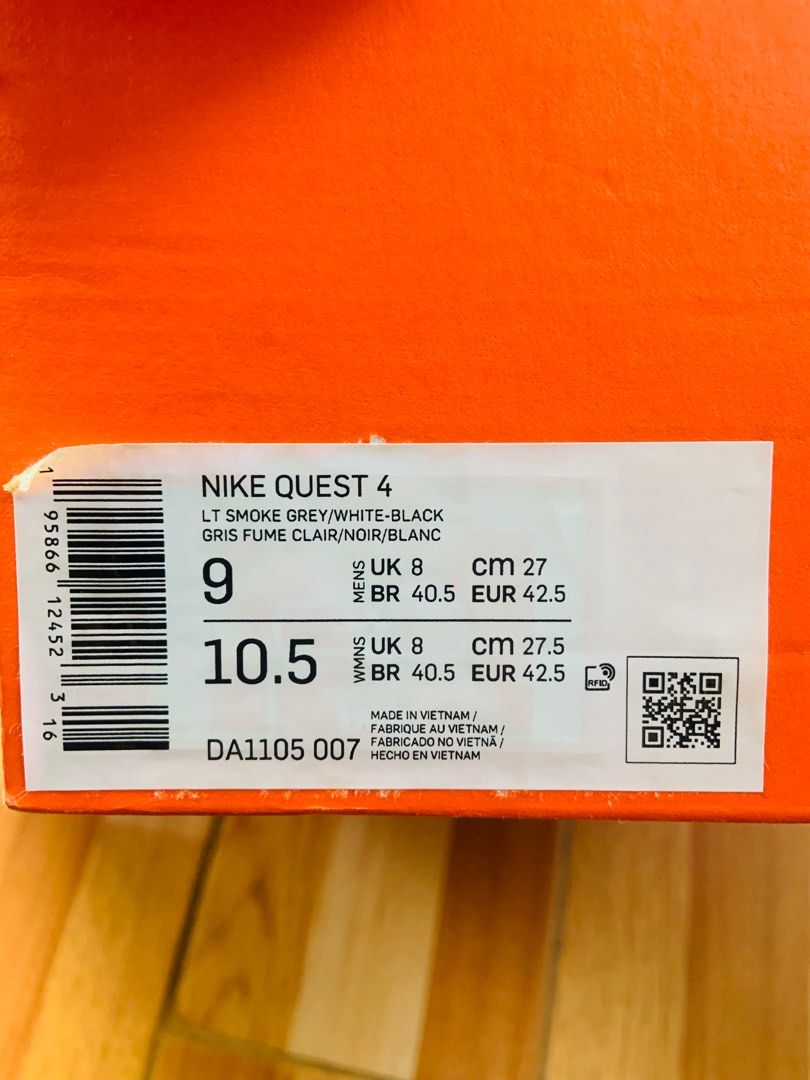 NIKE QUEST 4
LT SMOKE GREY/WHITE-BLACK
GRIS FUME CLAIR/NOIR/BLANC
9 MENS UK 8 cm 27
BR 40.5 EUR 42.5
10.5 WMNS UK 8 cm 27.5
BR 40.5 EUR 42.5
RFID
DA1105 007
MADE IN VIETNAM /
FABRIQUE AU VIETNAM /
FABRICADO NO VIETNÃ /
HECHO EN VIETNAM
1 95866 12452 3 16